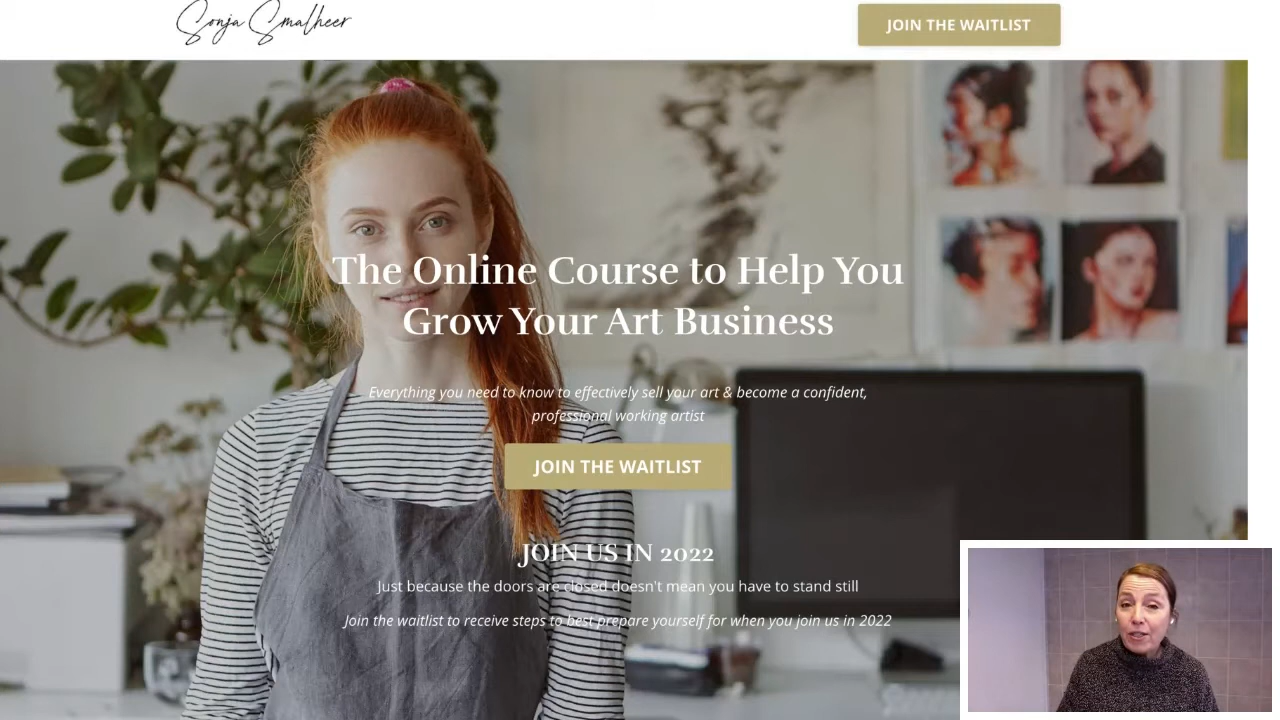 Sonja Smalheer
JOIN THE WAITLIST
The Online Course to Help You
Grow Your Art Business
Everything you need to know to effectively sell your art & become a confident,
professional working artist
JOIN THE WAITLIST
JOIN US IN 2022
Just because the doors are closed doesn't mean you have to stand still
Join the waitlist to receive steps to best prepare yourself for when you join us in 2022